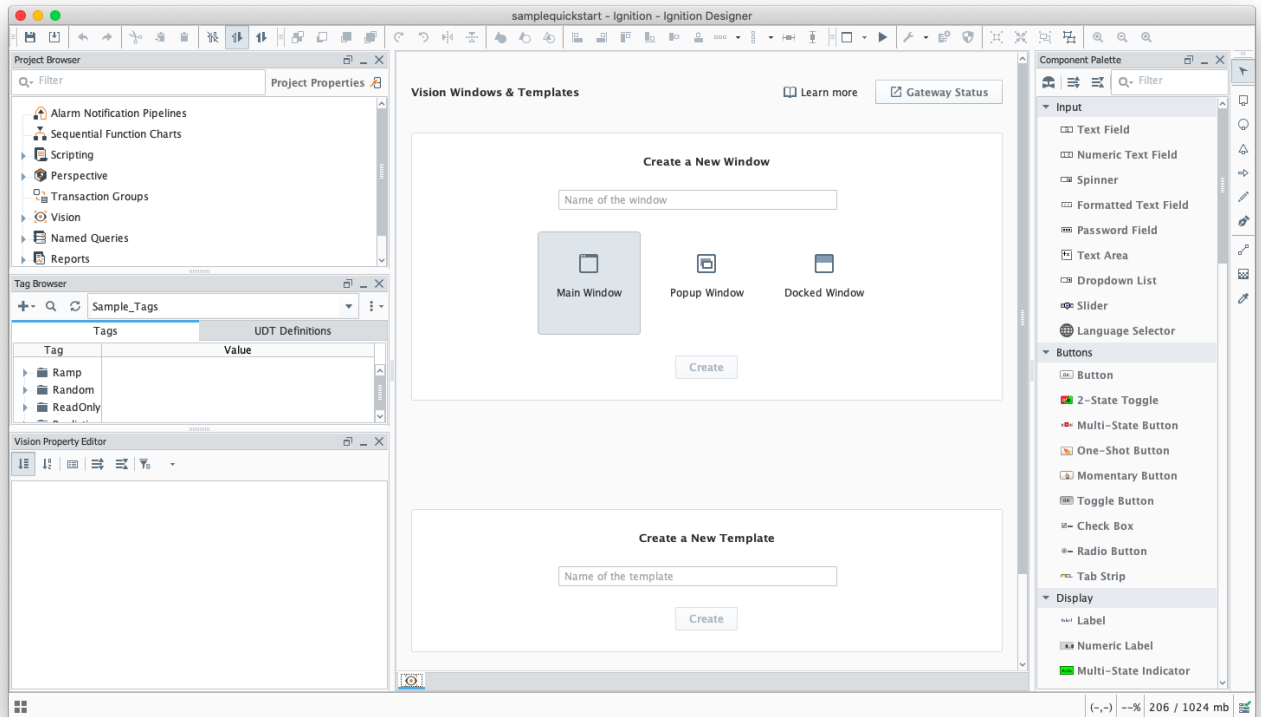 samplequickstart - Ignition - Ignition Designer
Project Browser
Filter
Project Properties
Alarm Notification Pipelines
Sequential Function Charts
Scripting
Perspective
Transaction Groups
Vision
Named Queries
Reports
Tag Browser
Sample_Tags
Tags
UDT Definitions
Tag
Value
Ramp
Random
ReadOnly
Vision Property Editor
Vision Windows & Templates
Learn more
Gateway Status
Create a New Window
Name of the window
Main Window
Popup Window
Docked Window
Create
Create a New Template
Name of the template
Create
Component Palette
Filter
Input
Text Field
Numeric Text Field
Spinner
Formatted Text Field
Password Field
Text Area
Dropdown List
Slider
Language Selector
Buttons
Button
2-State Toggle
Multi-State Button
One-Shot Button
Momentary Button
Toggle Button
Check Box
Radio Button
Tab Strip
Display
Label
Numeric Label
Multi-State Indicator
(-,-)
--%
206 / 1024 mb